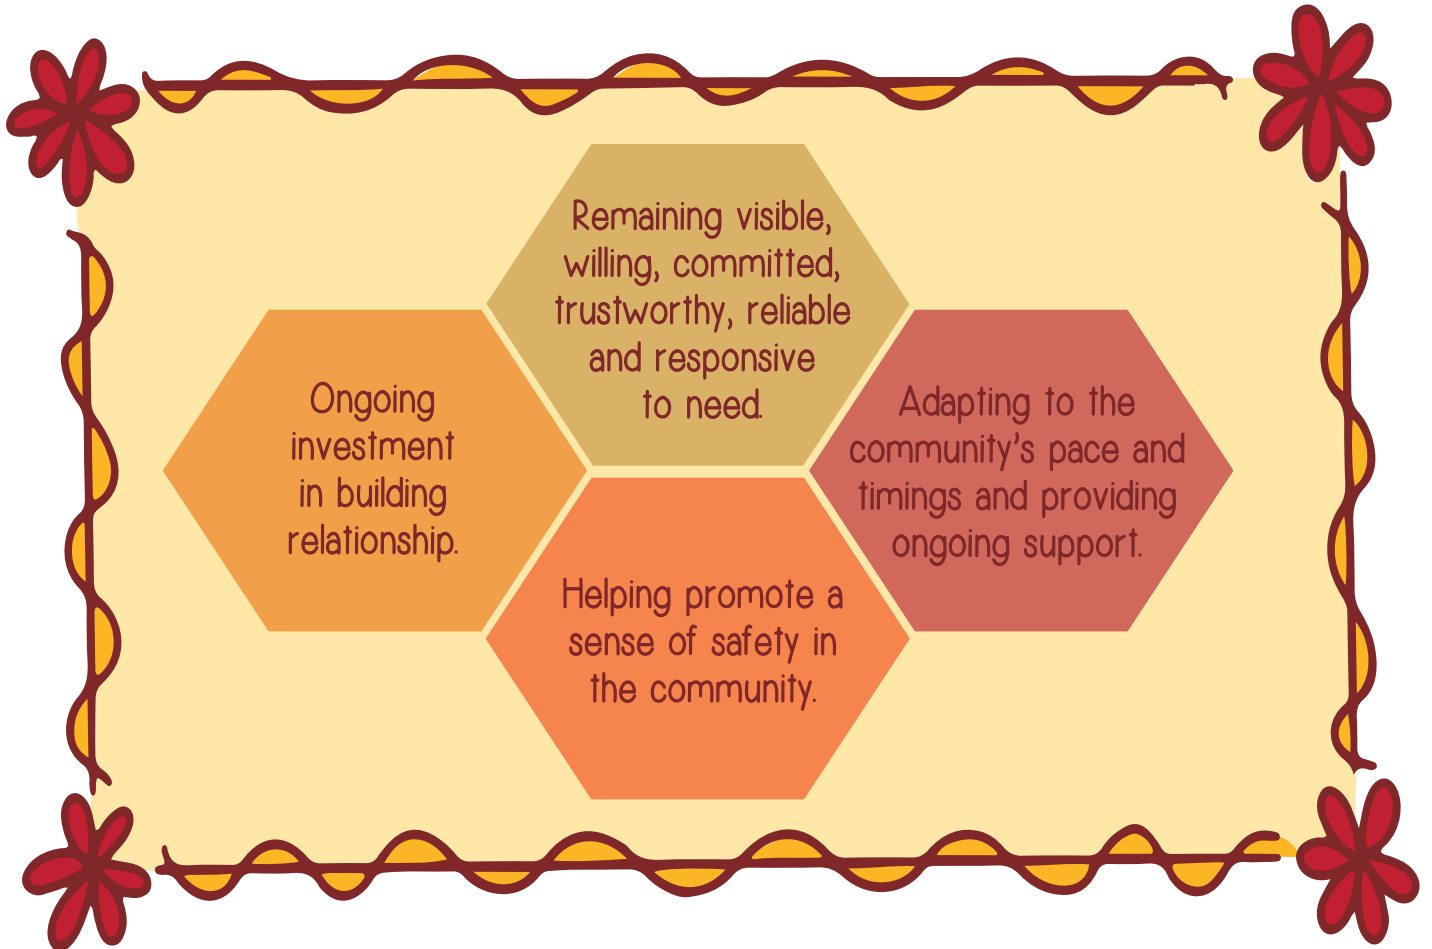 Remaining visible,
willing, committed,
trustworthy, reliable
and responsive
to need.
Ongoing
investment
in building
relationship.
Adapting to the
community's pace and
timings and providing
ongoing support.
Helping promote a
sense of safety in
the community.